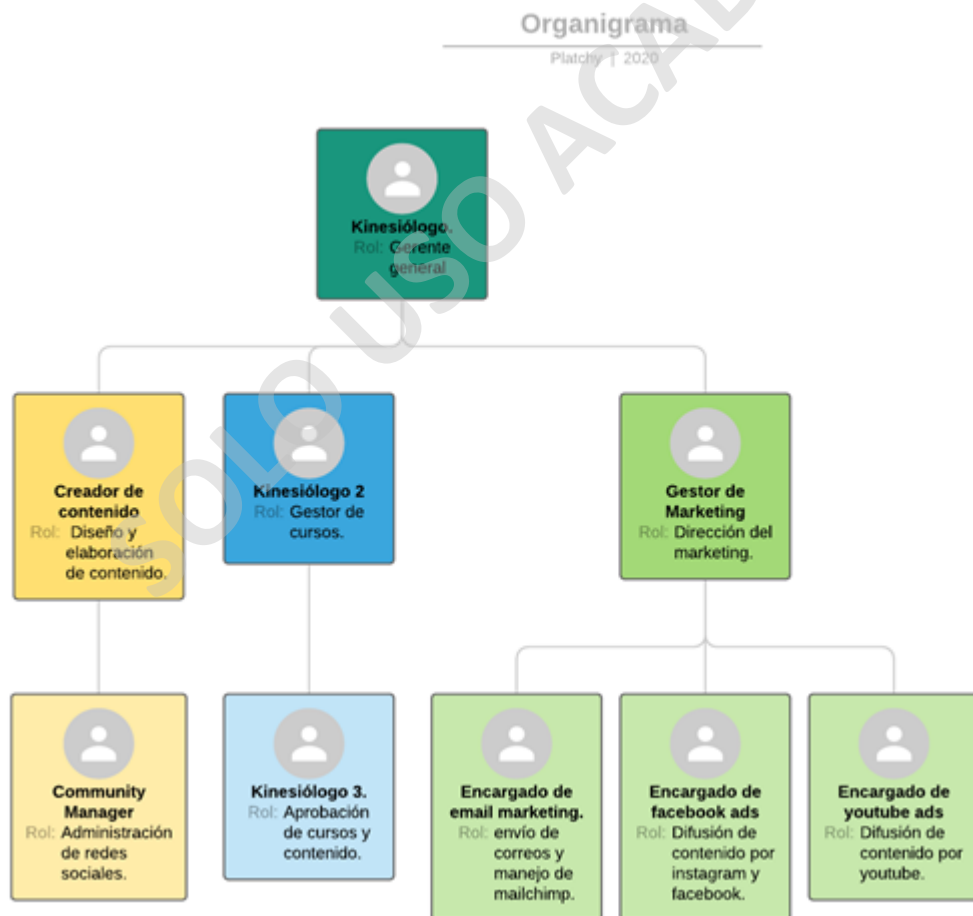 Organigrama
Platchy | 2020
Kinesiólogo.
Rol: Gerente
general
Creador de
contenido
Rol: Diseño y
elaboración
de contenido.
Kinesiólogo 2
Rol: Gestor de
cursos.
Gestor de
Marketing
Rol: Dirección del
marketing.
Community
Manager
Rol: Administración
de redes
sociales.
Kinesiólogo 3.
Rol: Aprobación
de cursos y
contenido.
Encargado de
email marketing.
Rol: envío de
correos y
manejo de
mailchimp.
Encargado de
facebook ads
Rol: Difusión de
contenido por
instagram y
facebook.
Encargado de
youtube ads
Rol: Difusión de
contenido por
youtube.
SOLO USO ACAD